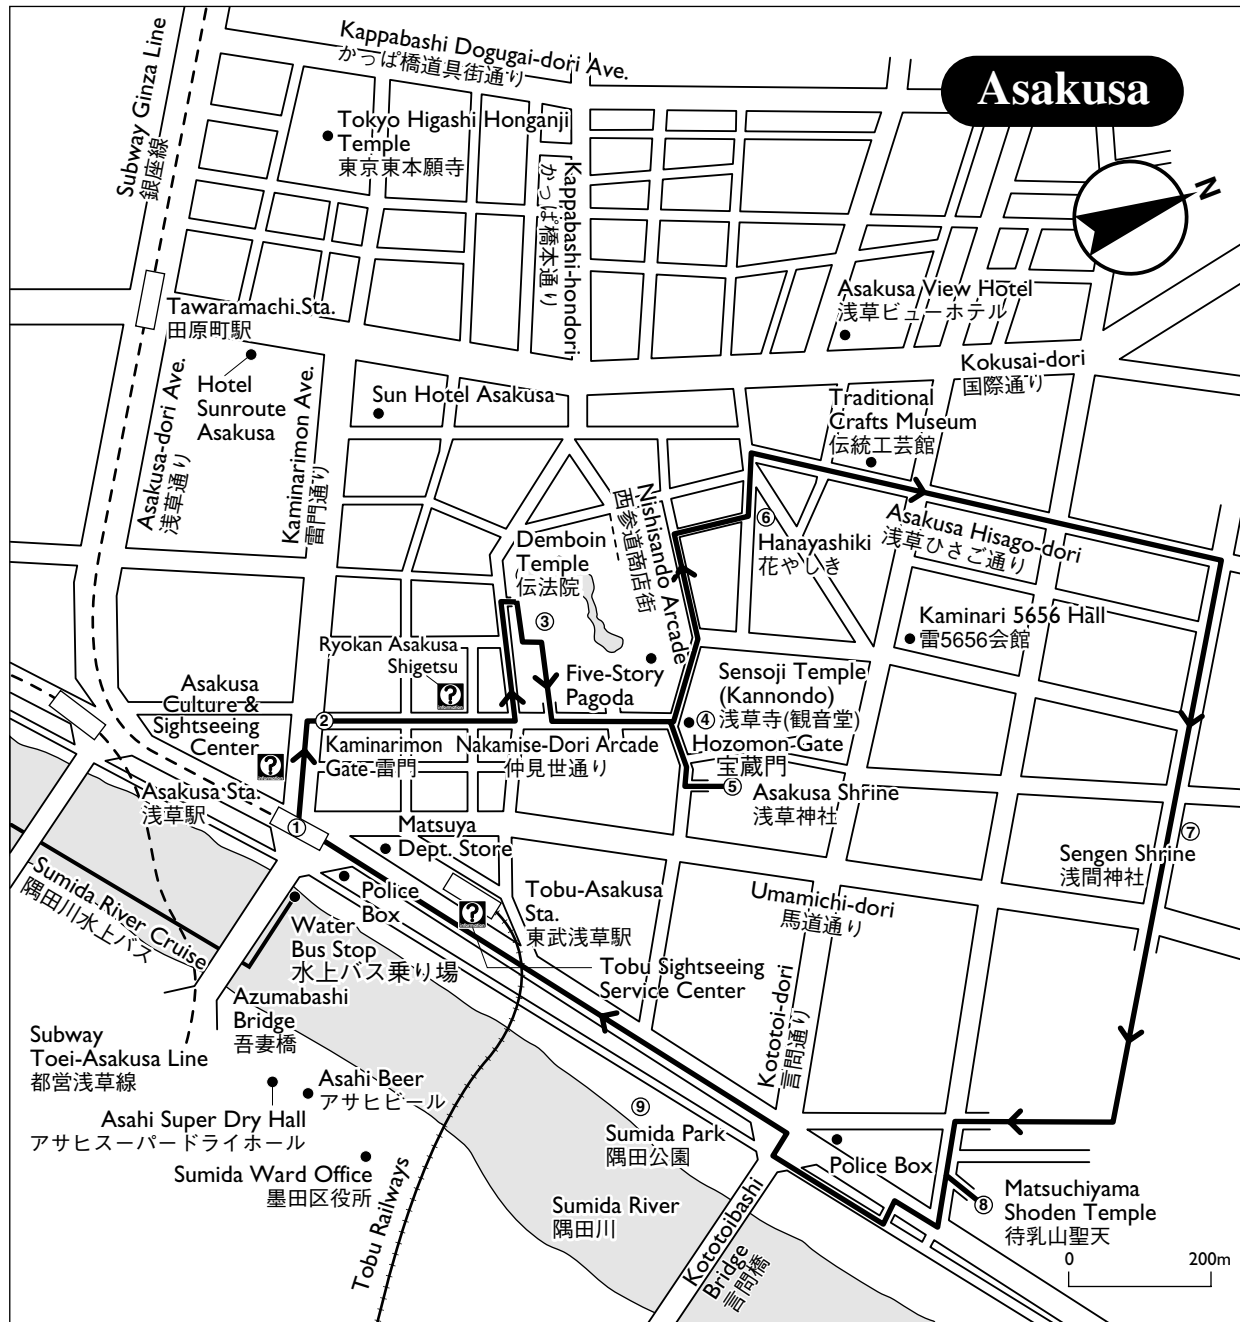 Asakusa
N
Kappabashi Dogugai-dori Ave.
かっぱ橋道具街通り
Subway Ginza Line
銀座線
Tokyo Higashi Honganji
Temple
東京東本願寺
Kappabashi-hondori
かっぱ橋本通り
Asakusa View Hotel
浅草ビューホテル
Tawaramachi Sta.
田原町駅
Hotel
Sunroute
Asakusa
Kokusai-dori
国際通り
Sun Hotel Asakusa
Traditional
Crafts Museum
伝統工芸館
Asakusa-dori Ave.
浅草通り
Kaminarimon Ave.
雷門通り
Nishisando Arcade
西参道商店街
⑥
Hanayashiki
花やしき
Asakusa Hisago-dori
浅草ひさご通り
Demboin
Temple
伝法院
③
Kaminari 5656 Hall
雷5656会館
Ryokan Asakusa
Shigetsu
?
Information
Five-Story
Pagoda
Sensoji Temple
(Kannondo)
④浅草寺(観音堂)
Asakusa
Culture &
Sightseeing
Center
?
Information
②
Kaminarimon
Gate-雷門
Nakamise-Dori Arcade
仲見世通り
Hozomon-Gate
宝蔵門
⑤
Asakusa Shrine
浅草神社
Asakusa Sta.
浅草駅
①
Matsuya
Dept. Store
⑦
Sengen Shrine
浅間神社
Police
Box
Tobu-Asakusa
Sta.
東武浅草駅
?
Information
Umamichi-dori
馬道通り
Sumida River Cruise
隅田川水上バス
Water
Bus Stop
水上バス乗り場
Tobu Sightseeing
Service Center
Kototoi-dori
言問通り
Azumabashi
Bridge
吾妻橋
Subway
Toei-Asakusa Line
都営浅草線
Asahi Beer
アサヒビール
Asahi Super Dry Hall
アサヒスーパードライホール
⑨
Sumida Park
隅田公園
Police Box
Sumida Ward Office
墨田区役所
Tobu Railways
Sumida River
隅田川
Kototoibashi
Bridge
言問橋
⑧
Matsuchiyama
Shoden Temple
待乳山聖天
0
200m